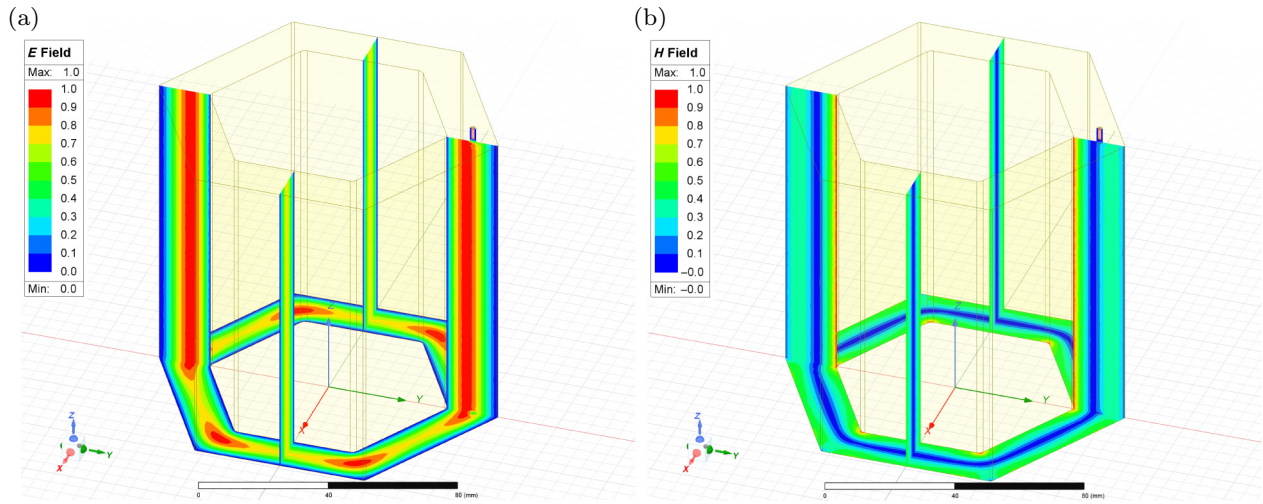 (a)
E Field
Max: 1.0
1.0
0.9
0.8
0.7
0.6
0.5
0.4
0.3
0.2
0.1
0.0
Min: 0.0
Z
Y
X
Z
Y
X
0 40 80 (mm)
(b)
H Field
Max: 1.0
1.0
0.9
0.8
0.7
0.6
0.5
0.4
0.3
0.2
0.1
–0.0
Min: –0.0
Z
Y
X
Z
Y
X
0 40 80 (mm)